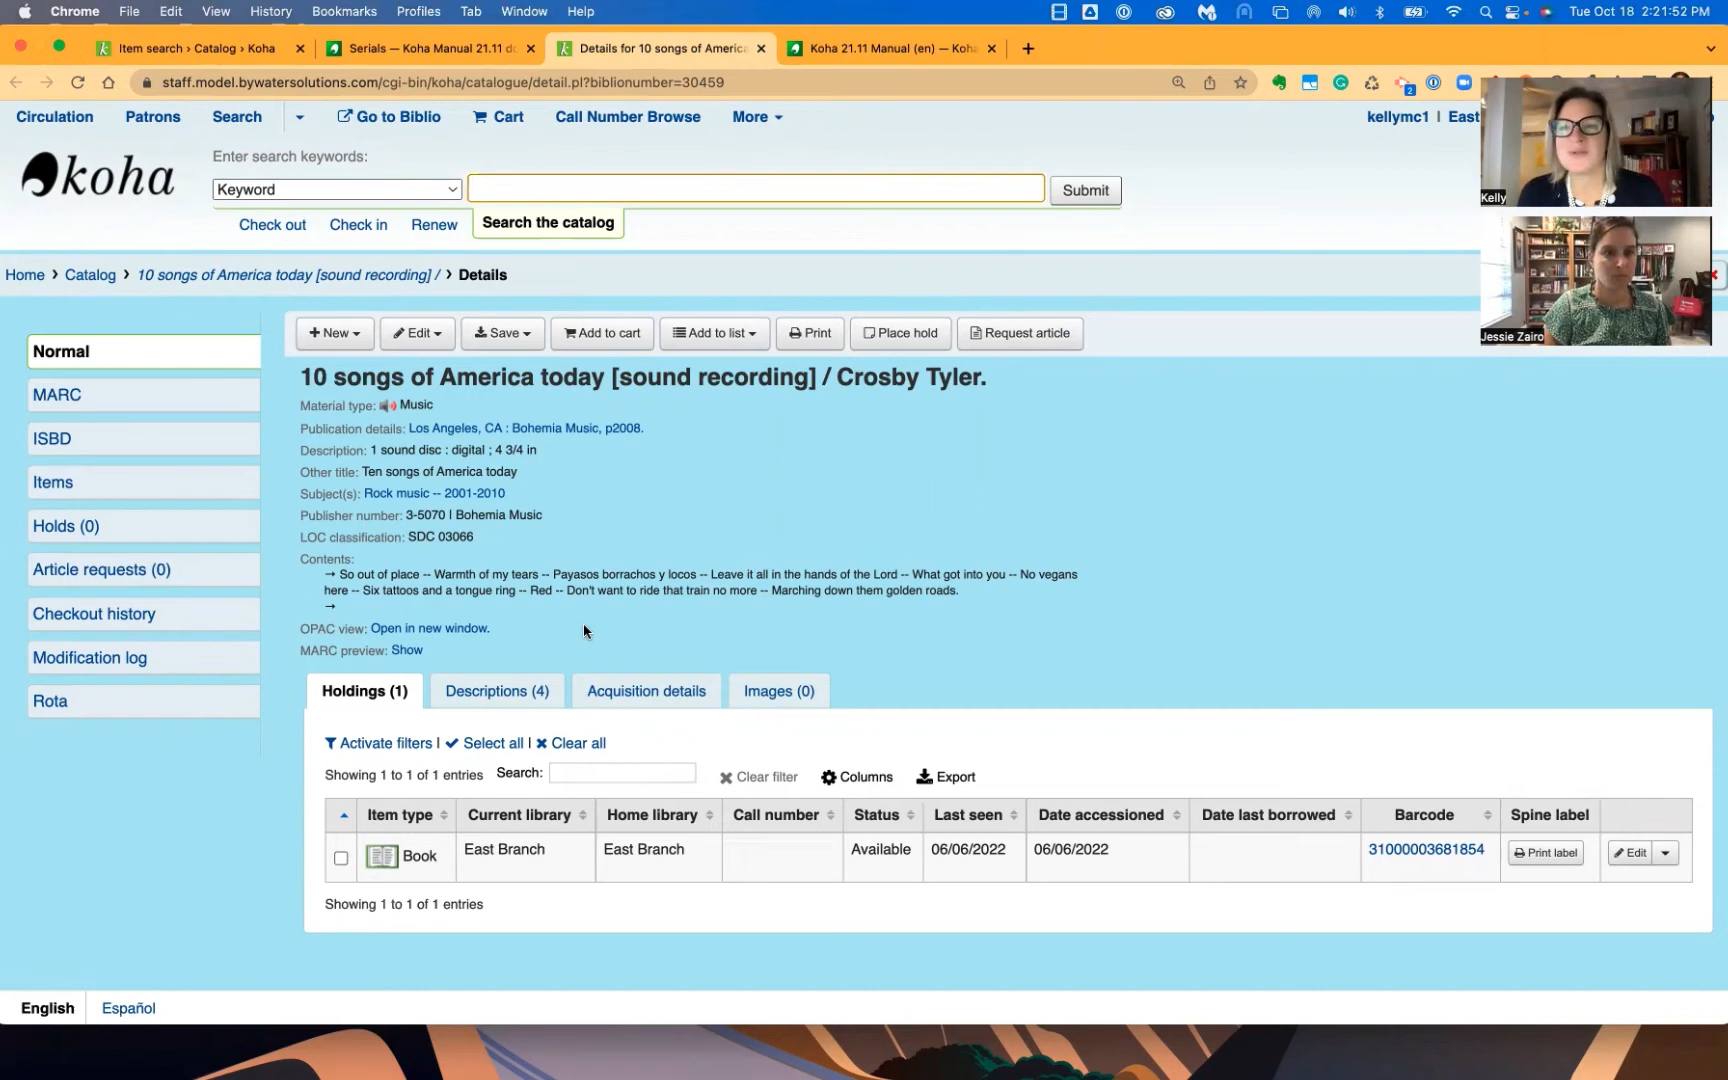 Chrome File Edit View History Bookmarks Profiles Tab Window Help Tue Oct 18 2:21:52 PM
Item search › Catalog › Koha Serials — Koha Manual 21.11 Details for 10 songs of America Koha 21.11 Manual (en) —
staff.model.bywatersolutions.com/cgi-bin/koha/catalogue/detail.pl?biblionumber=30459
2
Circulation Patrons Search Go to Biblio Cart Call Number Browse More kellymc1 | East
Kelly
koha
Enter search keywords:
Keyword Submit
Check out Check in Renew Search the catalog
Jessie Zairo
Home › Catalog › 10 songs of America today [sound recording] / › Details
Normal
MARC
ISBD
Items
Holds (0)
Article requests (0)
Checkout history
Modification log
Rota
+ New Edit Save Add to cart Add to list Print Place hold Request article
10 songs of America today [sound recording] / Crosby Tyler.
Material type: Music
Publication details: Los Angeles, CA : Bohemia Music, p2008.
Description: 1 sound disc : digital ; 4 3/4 in
Other title: Ten songs of America today
Subject(s): Rock music -- 2001-2010
Publisher number: 3-5070 | Bohemia Music
LOC classification: SDC 03066
Contents:
→ So out of place -- Warmth of my tears -- Payasos borrachos y locos -- Leave it all in the hands of the Lord -- What got into you -- No vegans
here -- Six tattoos and a tongue ring -- Red -- Don't want to ride that train no more -- Marching down them golden roads.
→
OPAC view: Open in new window.
MARC preview: Show
Holdings (1) Descriptions (4) Acquisition details Images (0)
Activate filters | Select all | Clear all
Showing 1 to 1 of 1 entries Search: Clear filter Columns Export
Item type Current library Home library Call number Status Last seen Date accessioned Date last borrowed Barcode Spine label
Book East Branch East Branch Available 06/06/2022 06/06/2022 31000003681854 Print label Edit
Showing 1 to 1 of 1 entries
English Español